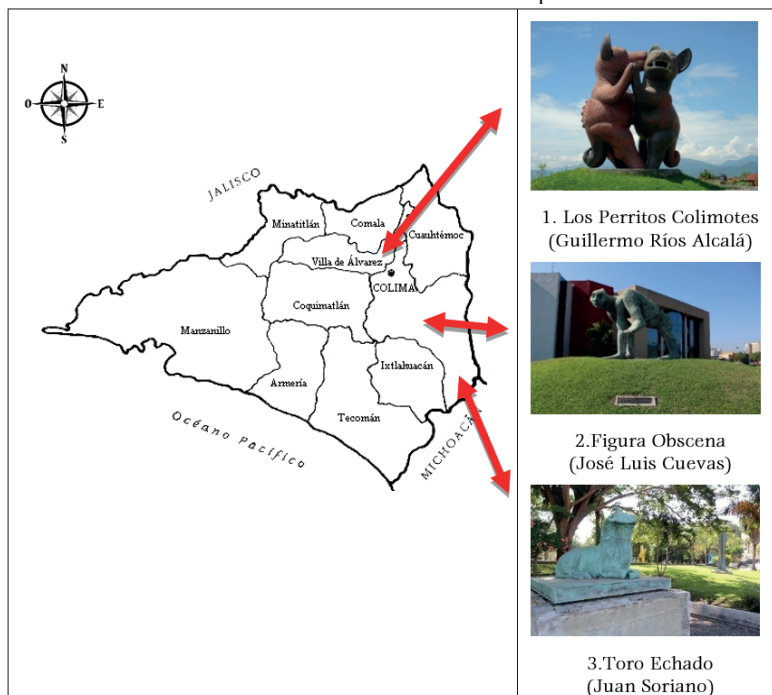 N
O
E
S
JALISCO
Minatitlán
Comala
Cuauhtémoc
Villa de Álvarez
COLIMA
Coquimatlán
Manzanillo
Ixtlahuacán
Armería
Tecomán
MICHOACÁN
Océano Pacífico
1. Los Perritos Colimotes
(Guillermo Ríos Alcalá)
2.Figura Obscena
(José Luis Cuevas)
3.Toro Echado
(Juan Soriano)